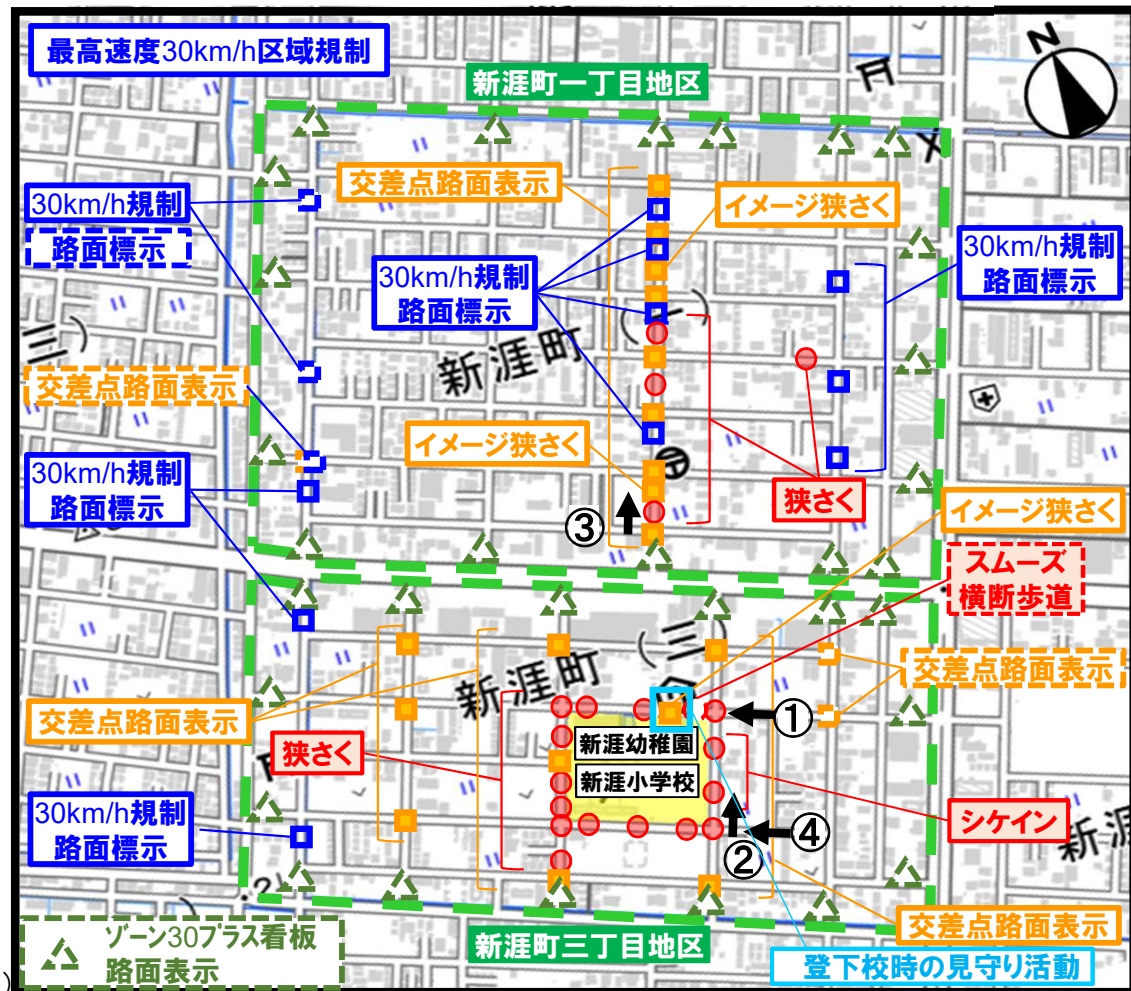 最高速度30km/h区域規制
新涯町一丁目地区
N
交差点路面表示
イメージ狭さく
30km/h規制
路面標示
30km/h規制
路面標示
30km/h規制
路面標示
新涯町(一)
三)
交差点路面表示
イメージ狭さく
30km/h規制
路面標示
狭さく
イメージ狭さく
③
スムーズ
横断歩道
新涯町(三)
交差点路面表示
交差点路面表示
①
新涯幼稚園
新涯小学校
狭さく
シケイン
30km/h規制
路面標示
④
②
新涯
ゾーン30プラス看板
路面表示
新涯町三丁目地区
交差点路面表示
登下校時の見守り活動
)